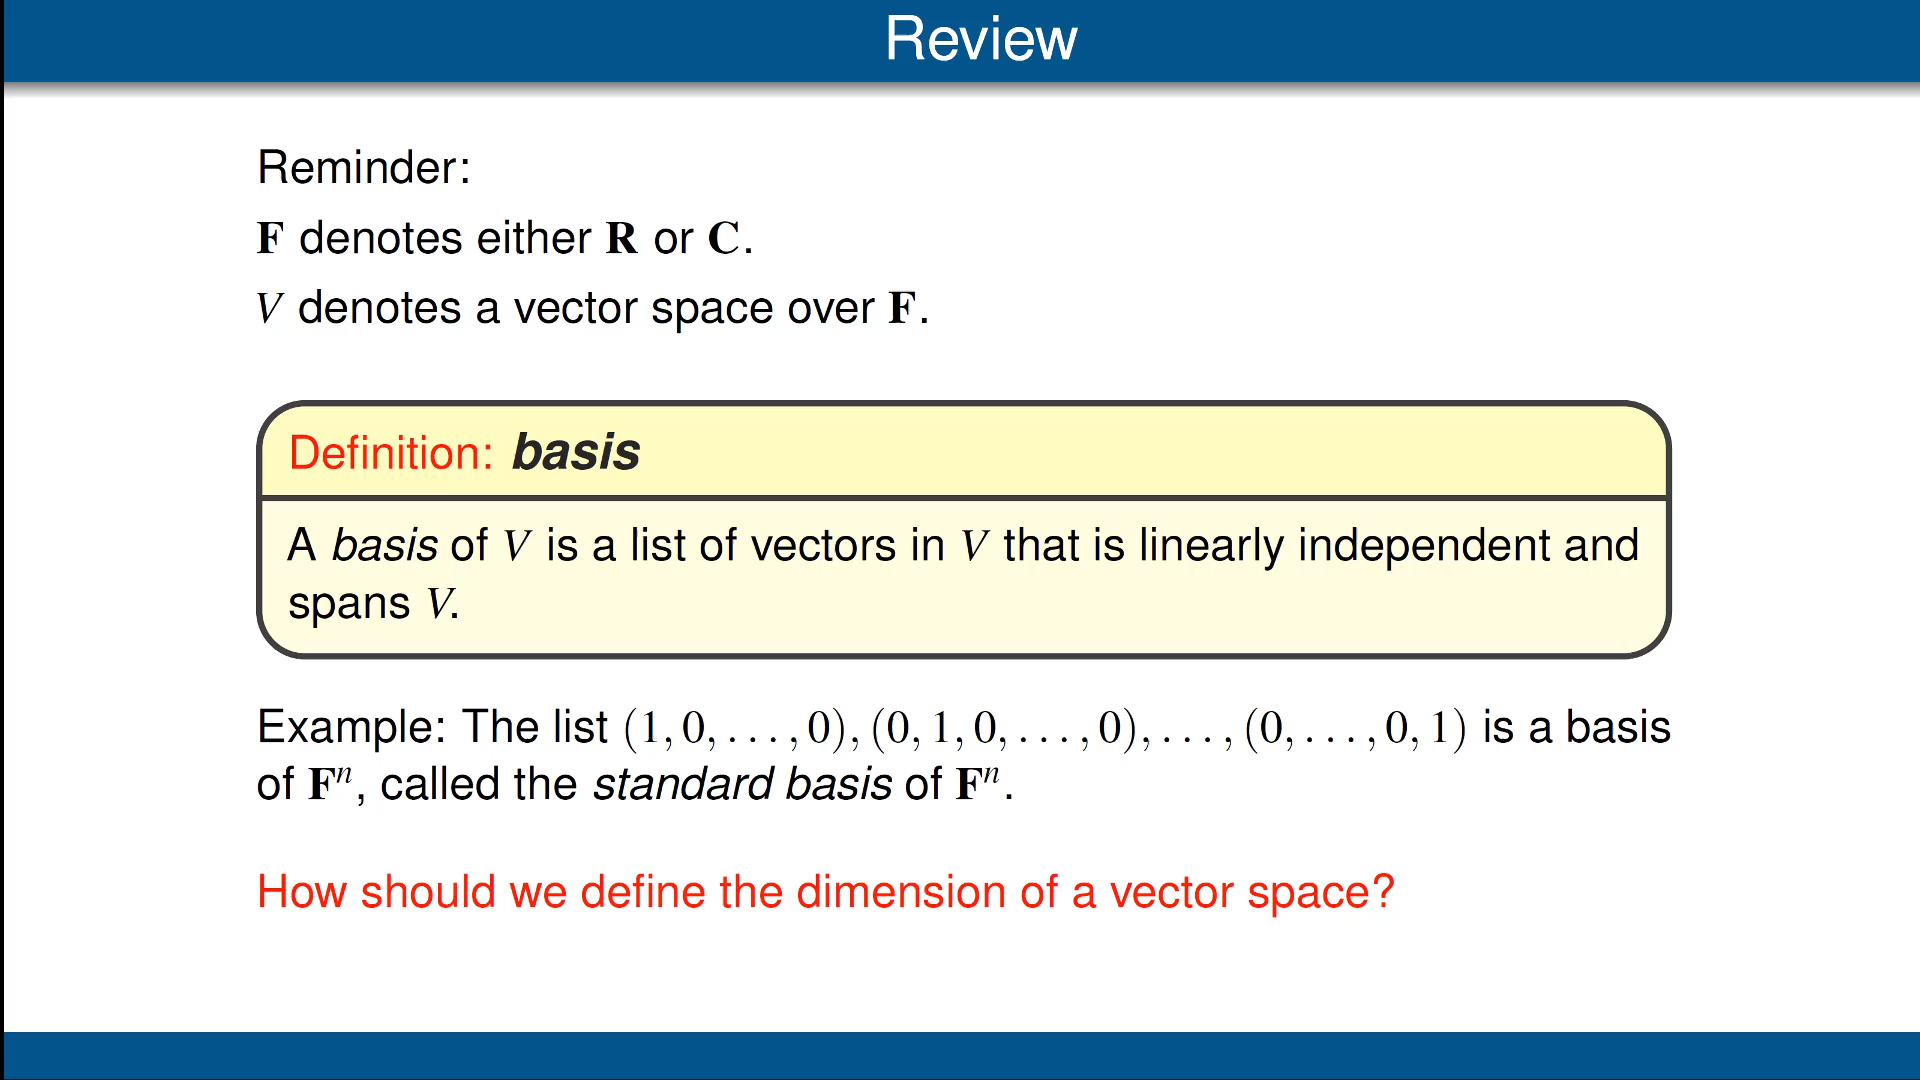 Review
Reminder:
F denotes either R or C.
V denotes a vector space over F.
Definition: basis
A basis of V is a list of vectors in V that is linearly independent and
spans V.
Example: The list (1, 0, . . . , 0), (0, 1, 0, . . . , 0), . . . , (0, . . . , 0, 1) is a basis
of Fⁿ, called the standard basis of Fⁿ.
How should we define the dimension of a vector space?